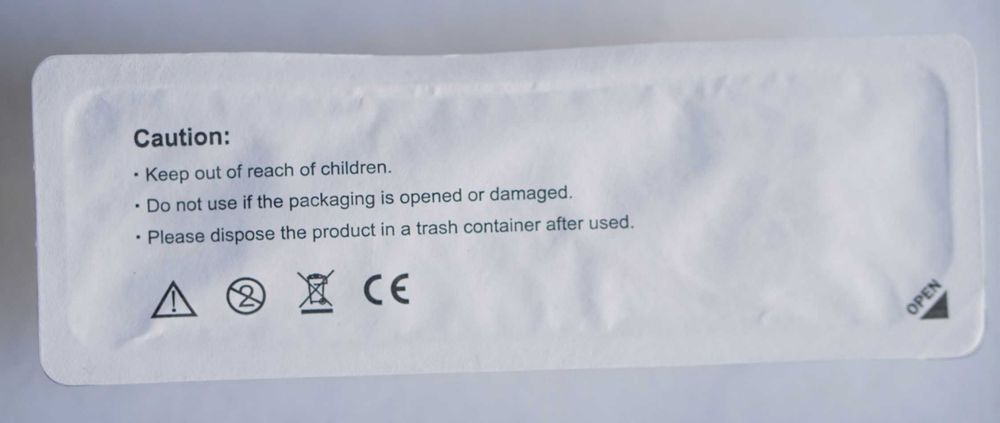 Caution:
· Keep out of reach of children.
· Do not use if the packaging is opened or damaged.
· Please dispose the product in a trash container after used.
2
CE
OPEN